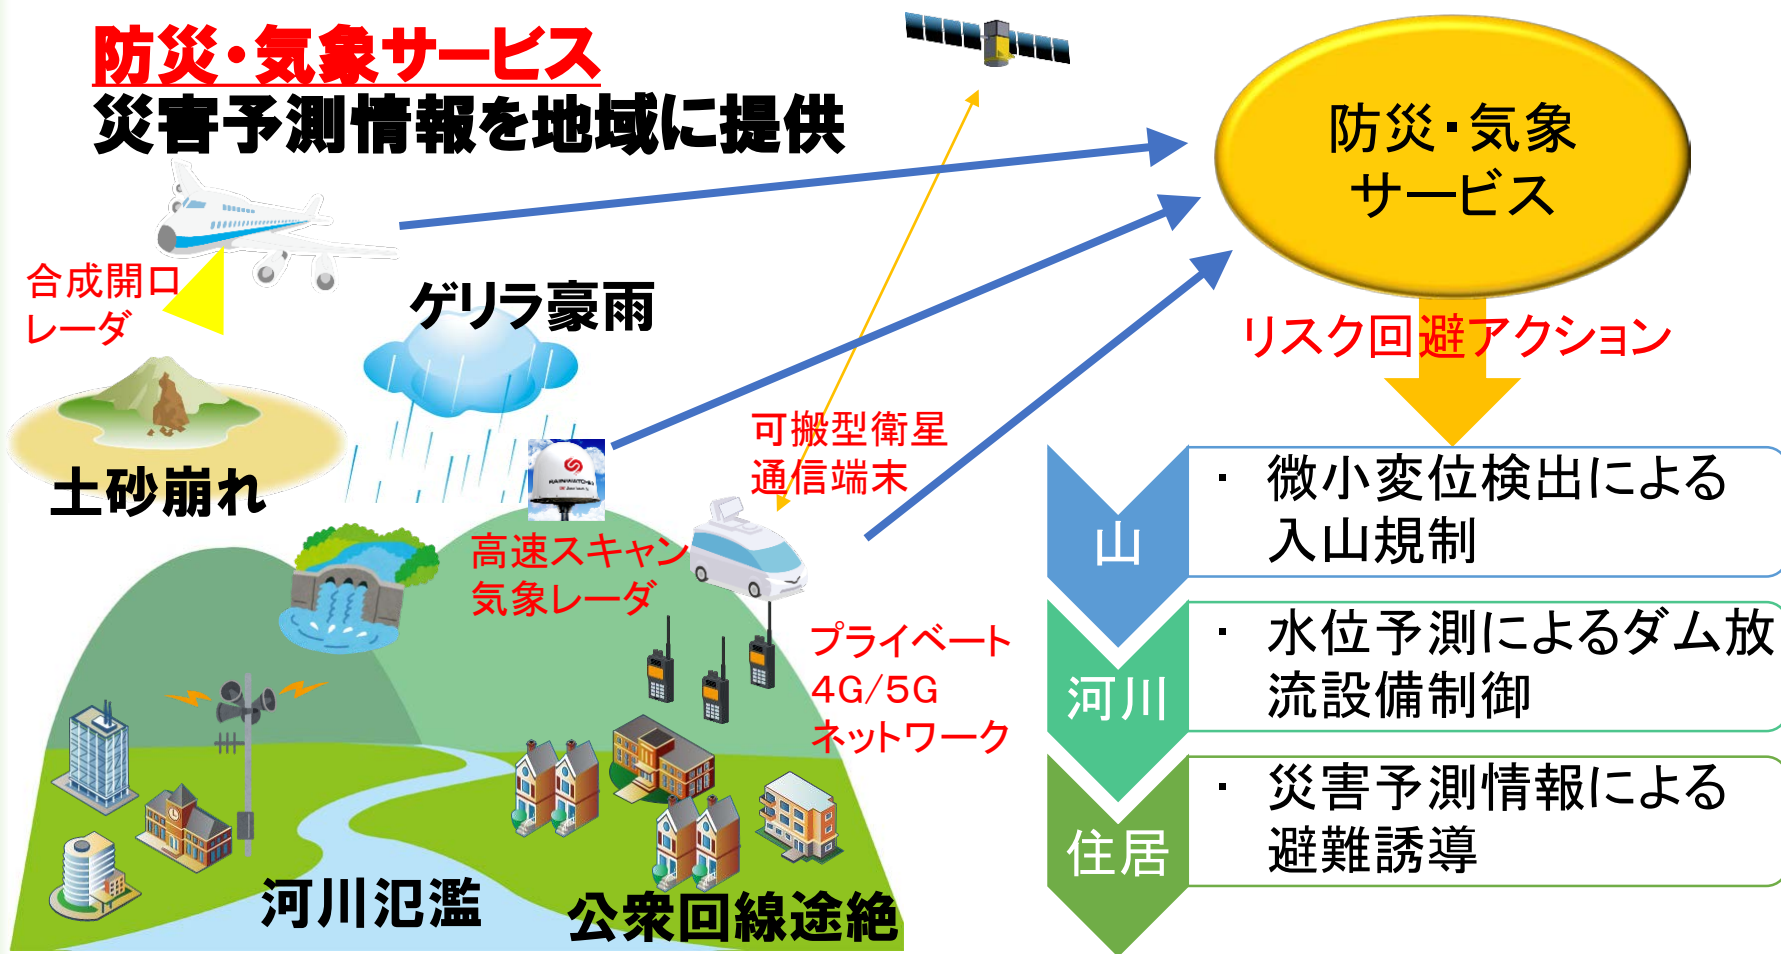 防災・気象サービス
災害予測情報を地域に提供
防災・気象
サービス
合成開口
レーダ
ゲリラ豪雨
リスク回避アクション
土砂崩れ
可搬型衛星
通信端末
高速スキャン
気象レーダ
プライベート
4G/5G
ネットワーク
河川氾濫
公衆回線途絶
山
・ 微小変位検出による
入山規制
河川
・ 水位予測によるダム放
流設備制御
住居
・ 災害予測情報による
避難誘導